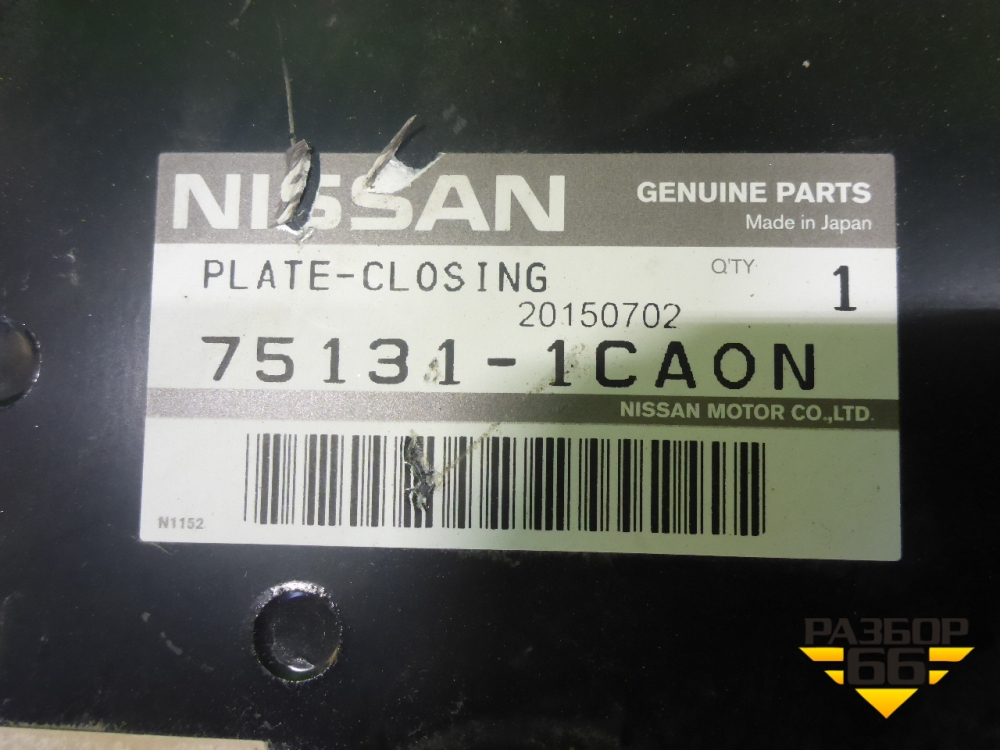 NISSAN
GENUINE PARTS
Made in Japan
PLATE-CLOSING
Q'TY
1
20150702
75131-1CA0N
NISSAN MOTOR CO.,LTD.
N1152
РАЗБОР
66